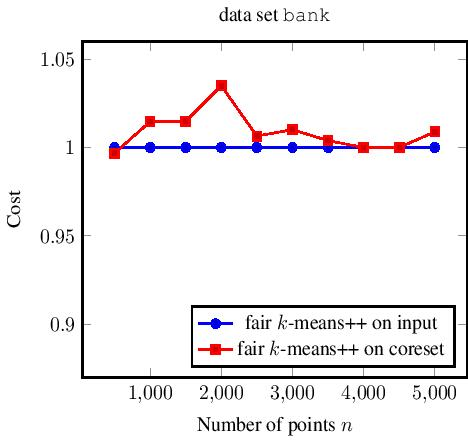 data set bank
1.05
1
0.95
0.9
Cost
fair k-means++ on input
fair k-means++ on coreset
1,000 2,000 3,000 4,000 5,000
Number of points n